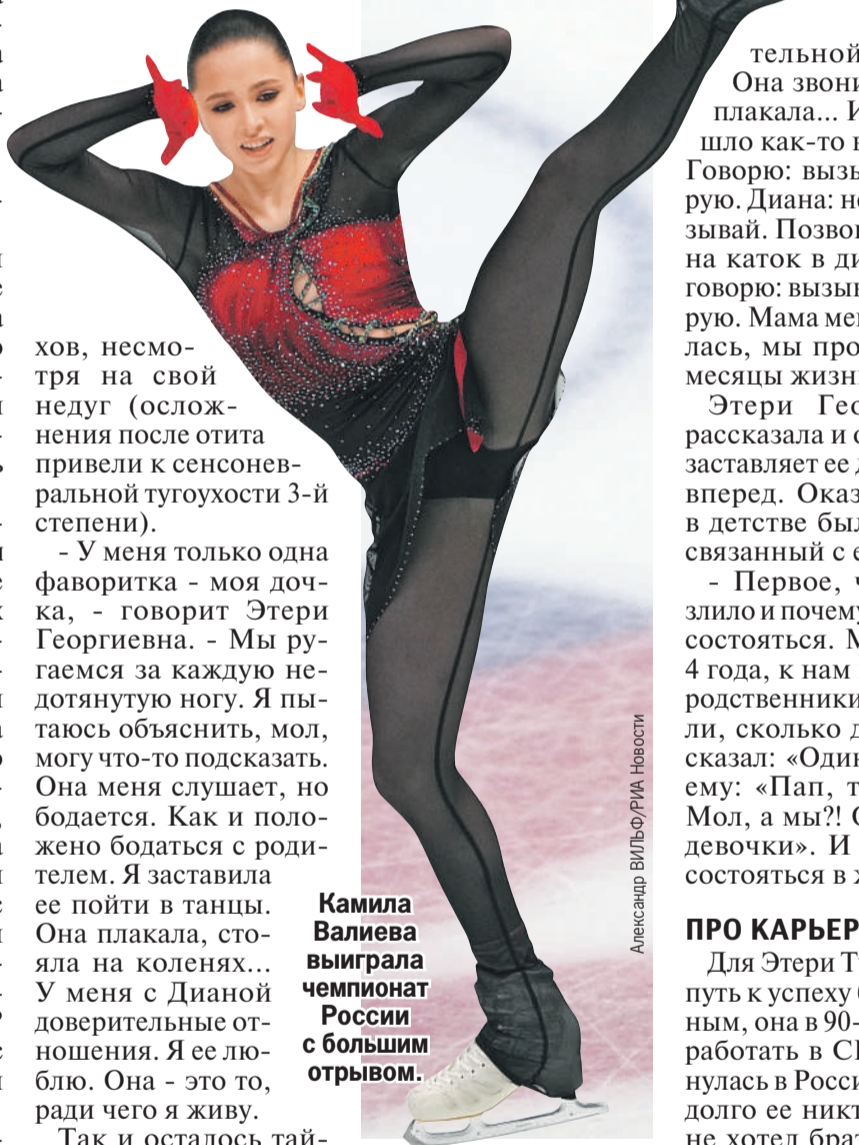 хов, несмо-
тря на свой
недуг (ослож-
нения после отита
привели к сенсонев-
ральной тугоухости 3-й
степени).
- У меня только одна
фаворитка - моя доч-
ка, - говорит Этери
Георгиевна. - Мы ру-
гаемся за каждую не-
дотянутую ногу. Я пы-
таюсь объяснить, мол,
могу что-то подсказать.
Она меня слушает, но
бодается. Как и поло-
жено бодаться с роди-
телем. Я заставила
ее пойти в танцы.
Она плакала, сто-
яла на коленях...
У меня с Дианой
доверительные от-
ношения. Я ее лю-
блю. Она - это то,
ради чего я живу.
Так и осталось тай-
Камила
Валиева
выиграла
чемпионат
России
с большим
отрывом.
Александр ВИЛЬФ/РИА Новости
тельной
Она звони
плакала... И
шло как-то
Говорю: вызы
рую. Диана: не
зывай. Позвон
на каток в ди
говорю: вызыв
рую. Мама ме
лась, мы про
месяцы жизн
Этери Гео
рассказала и
заставляет ее
вперед. Оказ
в детстве был
связанный с
- Первое,
злило и почему
состояться. М
4 года, к нам
родственники
ли, сколько д
сказал: «Один
ему: «Пап, т
Мол, а мы?! С
девочки». И
состояться в
ПРО КАРЬЕР
Для Этери Т
путь к успеху
ным, она в 90-
работать в С
нулась в Росси
долго ее никт
не хотел бра